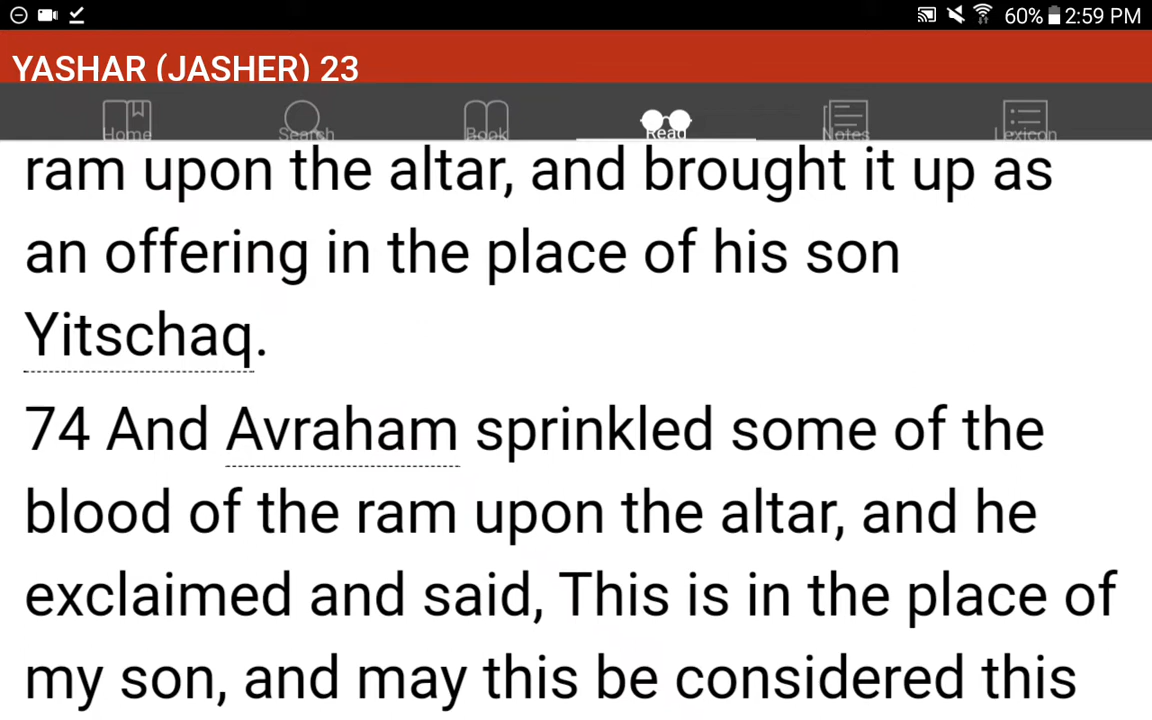 60% 2:59 PM
YASHAR (JASHER) 23
Home Search Book Read Notes Lexicon
ram upon the altar, and brought it up as
an offering in the place of his son
Yitschaq.
74 And Avraham sprinkled some of the
blood of the ram upon the altar, and he
exclaimed and said, This is in the place of
my son, and may this be considered this